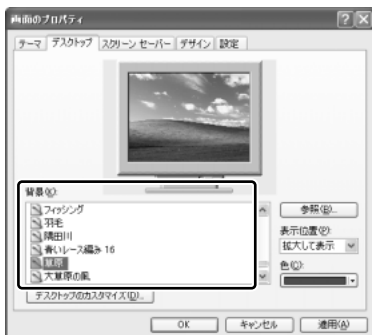 画面のプロパティ
テーマ デスクトップ スクリーン セーバー デザイン 設定
背景(K):
フィッシング
羽毛
隅田川
青いレース編み 16
草原
大草原の風
参照(B)...
表示位置(P):
拡大して表示
色(C):
デスクトップのカスタマイズ(D)...
OK キャンセル 適用(A)